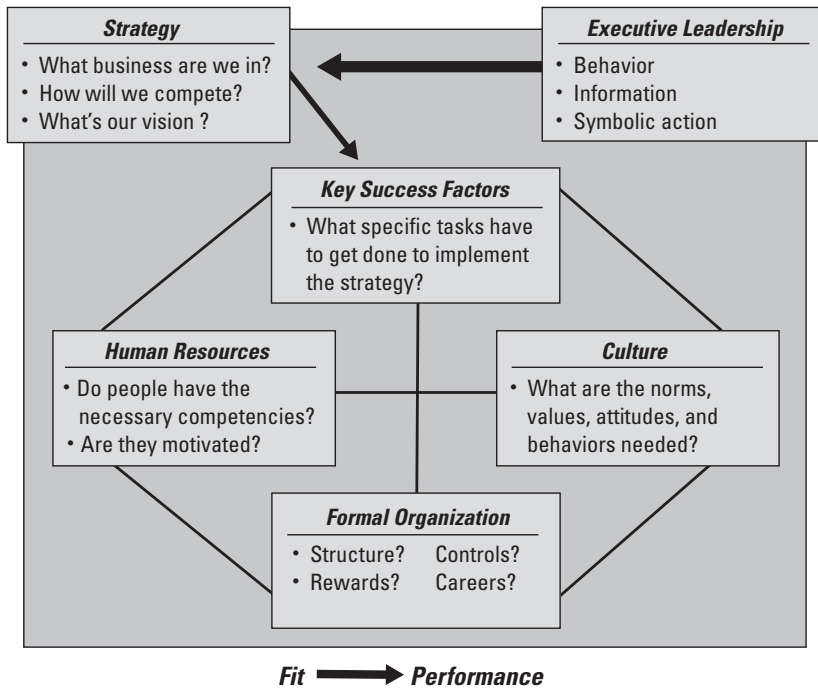 Strategy
• What business are we in?
• How will we compete?
• What's our vision ?
Executive Leadership
• Behavior
• Information
• Symbolic action
Key Success Factors
• What specific tasks have
to get done to implement
the strategy?
Human Resources
• Do people have the
necessary competencies?
• Are they motivated?
Culture
• What are the norms,
values, attitudes, and
behaviors needed?
Formal Organization
• Structure? Controls?
• Rewards? Careers?
Fit Performance